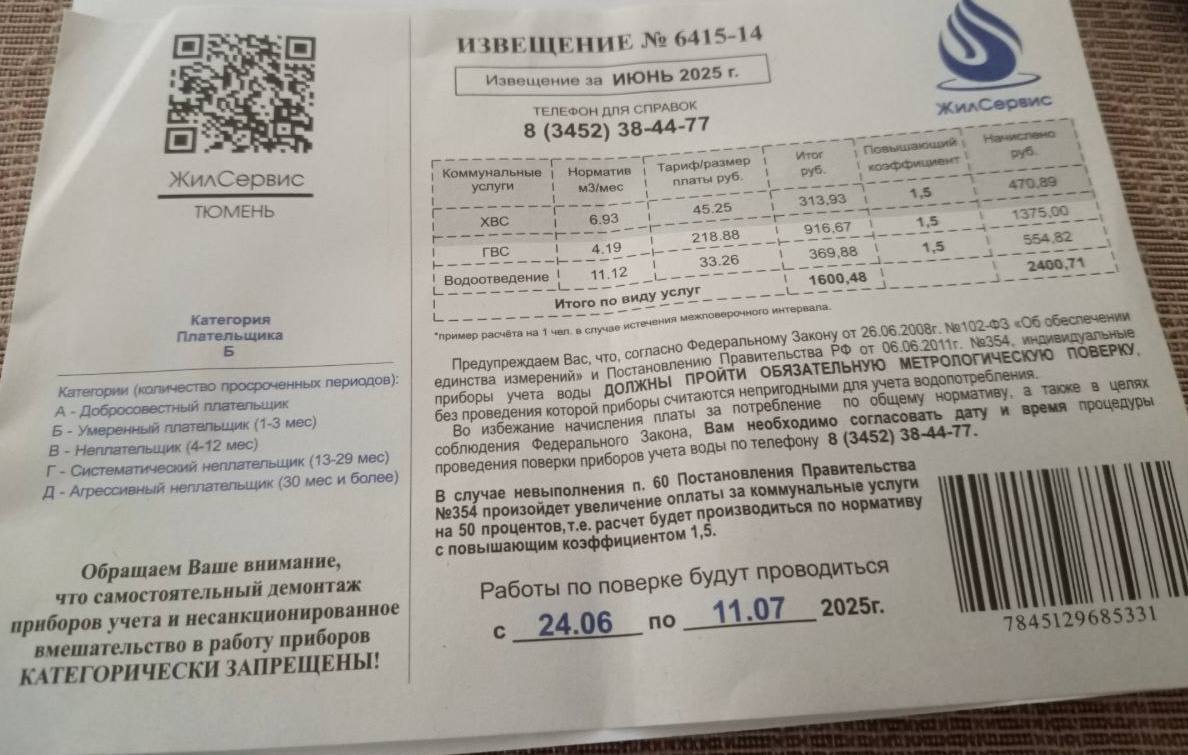 ЖилСервис
ТЮМЕНЬ
Категория
Плательщика
Б
Категории (количество просроченных периодов):
А - Добросовестный плательщик
Б - Умеренный плательщик (1-3 мес)
В - Неплательщик (4-12 мес)
Г - Систематический неплательщик (13-29 мес)
Д - Агрессивный неплательщик (30 мес и более)
Обращаем Ваше внимание,
что самостоятельный демонтаж
приборов учета и несанкционированное
вмешательство в работу приборов
КАТЕГОРИЧЕСКИ ЗАПРЕЩЕНЫ!
ИЗВЕЩЕНИЕ № 6415-14
Извещение за ИЮНЬ 2025 г.
ТЕЛЕФОН ДЛЯ СПРАВОК
8 (3452) 38-44-77
ЖилСервис
Коммунальные услуги Норматив м3/мес Тариф/размер платы руб. Итог руб. Повышающий коэффициент Начислено руб.
ХВС 6.93 45.25 313,93 1,5 470,89
ГВС 4.19 218.88 916,67 1,5 1375,00
Водоотведение 11.12 33.26 369,88 1,5 554,82
Итого по виду услуг 1600,48 2400,71
*пример расчёта на 1 чел. в случае истечения межповерочного интервала.
Предупреждаем Вас, что, согласно Федеральному Закону от 26.06.2008г. №102-ФЗ «Об обеспечении
единства измерений» и Постановлению Правительства РФ от 06.06.2011г. №354, индивидуальные
приборы учета воды ДОЛЖНЫ ПРОЙТИ ОБЯЗАТЕЛЬНУЮ МЕТРОЛОГИЧЕСКУЮ ПОВЕРКУ,
без проведения которой приборы считаются непригодными для учета водопотребления.
Во избежание начисления платы за потребление по общему нормативу, а также в целях
соблюдения Федерального Закона, Вам необходимо согласовать дату и время процедуры
проведения поверки приборов учета воды по телефону 8 (3452) 38-44-77.
В случае невыполнения п. 60 Постановления Правительства
№354 произойдет увеличение оплаты за коммунальные услуги
на 50 процентов,т.е. расчет будет производиться по нормативу
с повышающим коэффициентом 1,5.
Работы по поверке будут проводиться
с 24.06 по 11.07 2025г.
7845129685331